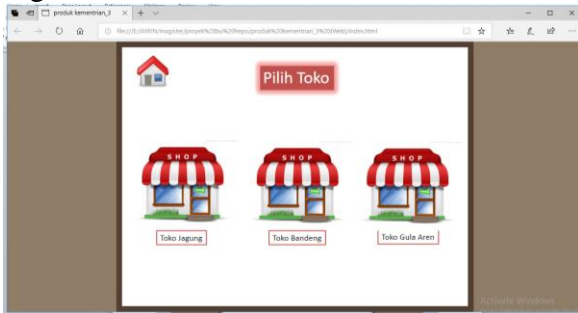 produk kementrian_3
Pilih Toko
SHOP
SHOP
SHOP
Toko Jagung
Toko Bandeng
Toko Gula Aren
Activate Windows